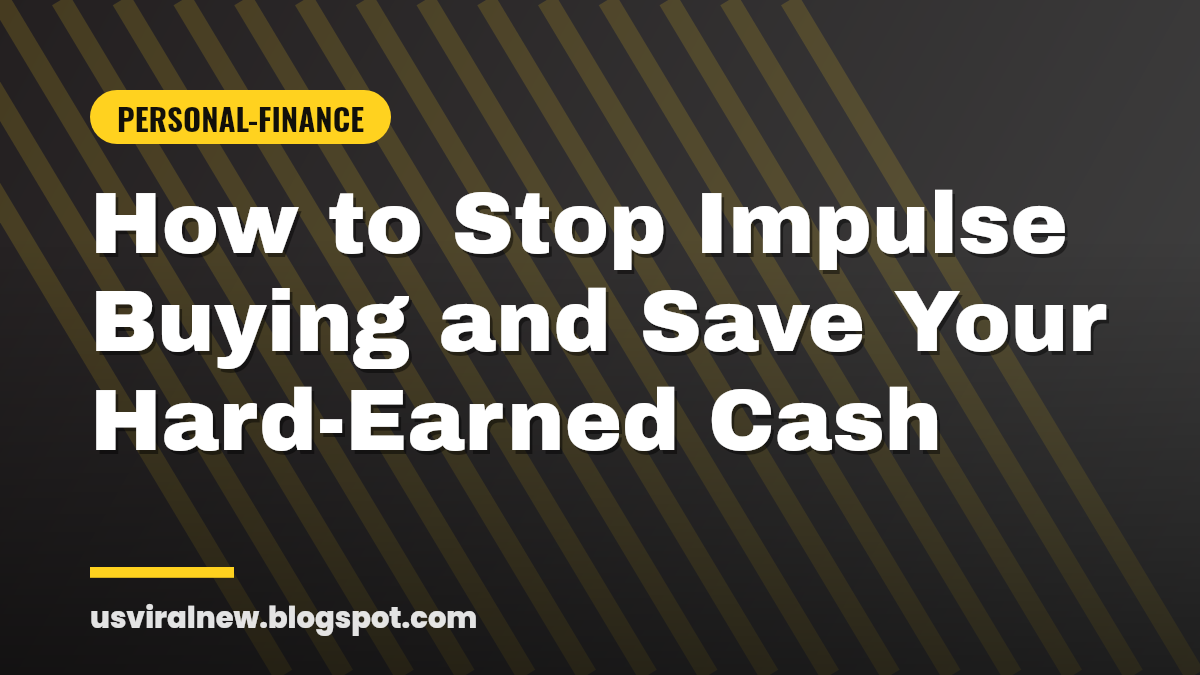 PERSONAL-FINANCE
How to Stop Impulse
Buying and Save Your
Hard-Earned Cash
usviralnew.blogspot.com